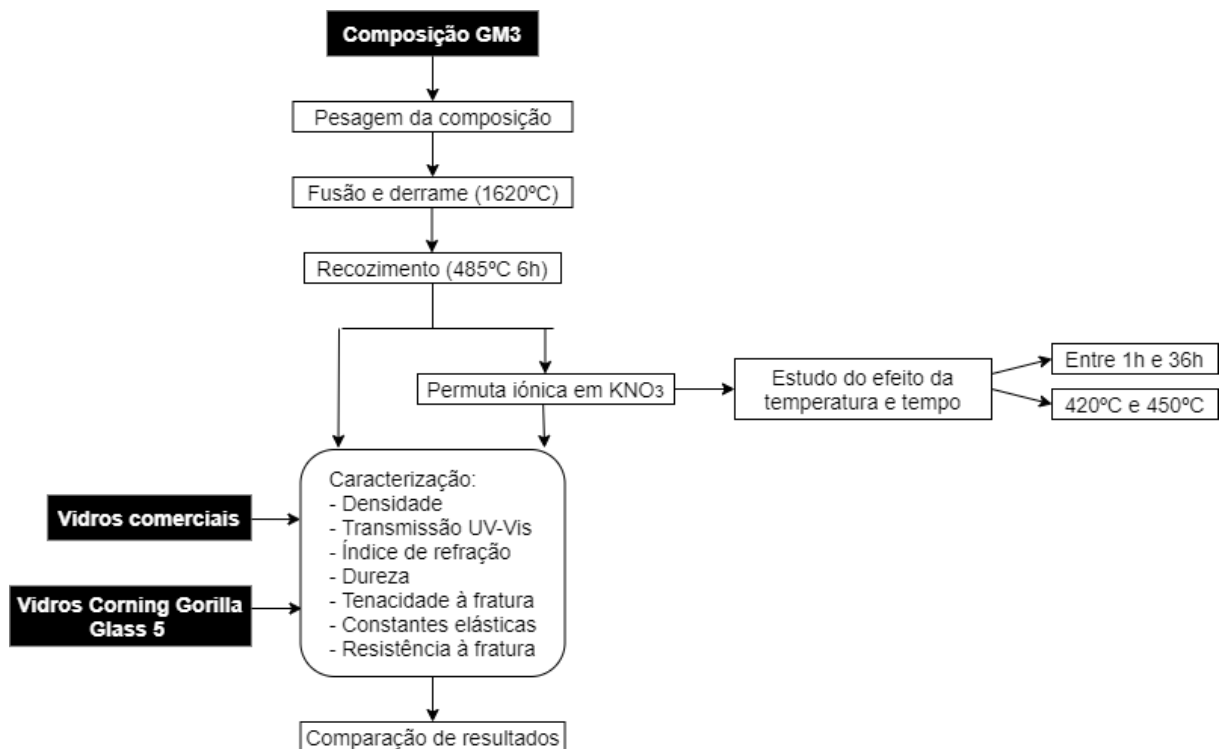 Composição GM3
Pesagem da composição
Fusão e derrame (1620ºC)
Recozimento (485ºC 6h)
Permuta iónica em KNO3
Estudo do efeito da
temperatura e tempo
Entre 1h e 36h
420ºC e 450ºC
Caracterização:
- Densidade
- Transmissão UV-Vis
- Índice de refração
- Dureza
- Tenacidade à fratura
- Constantes elásticas
- Resistência à fratura
Vidros comerciais
Vidros Corning Gorilla
Glass 5
Comparação de resultados